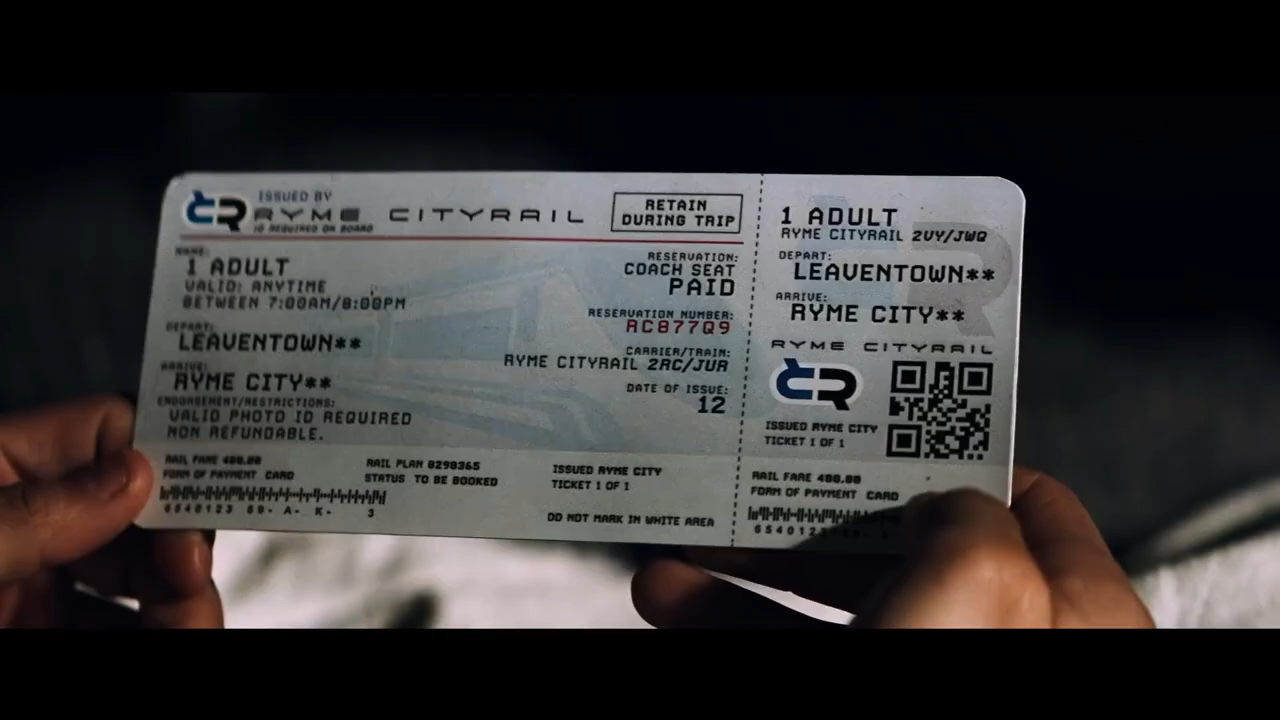 ISSUED BY
RYME CITYRAIL
ID REQUIRED ON BOARD
RETAIN
DURING TRIP
NAME:
1 ADULT
VALID: ANYTIME
BETWEEN 7:00AM/8:00PM
DEPART:
LEAVENTOWN**
ARRIVE:
RYME CITY**
ENDORSEMENT/RESTRICTIONS:
VALID PHOTO ID REQUIRED
NON REFUNDABLE.
RESERVATION:
COACH SEAT
PAID
RESERVATION NUMBER:
RC877Q9
CARRIER/TRAIN:
RYME CITYRAIL 2RC/JUR
DATE OF ISSUE:
12
RAIL FARE 400.00
FORM OF PAYMENT CARD
6540123 89- A- K- 3
RAIL PLAN 8298365
STATUS TO BE BOOKED
ISSUED RYME CITY
TICKET 1 OF 1
DO NOT MARK IN WHITE AREA
1 ADULT
RYME CITYRAIL 2UY/JWQ
DEPART:
LEAVENTOWN**
ARRIVE:
RYME CITY**
RYME CITYRAIL
CR
ISSUED RYME CITY
TICKET 1 OF 1
RAIL FARE 400.00
FORM OF PAYMENT CARD